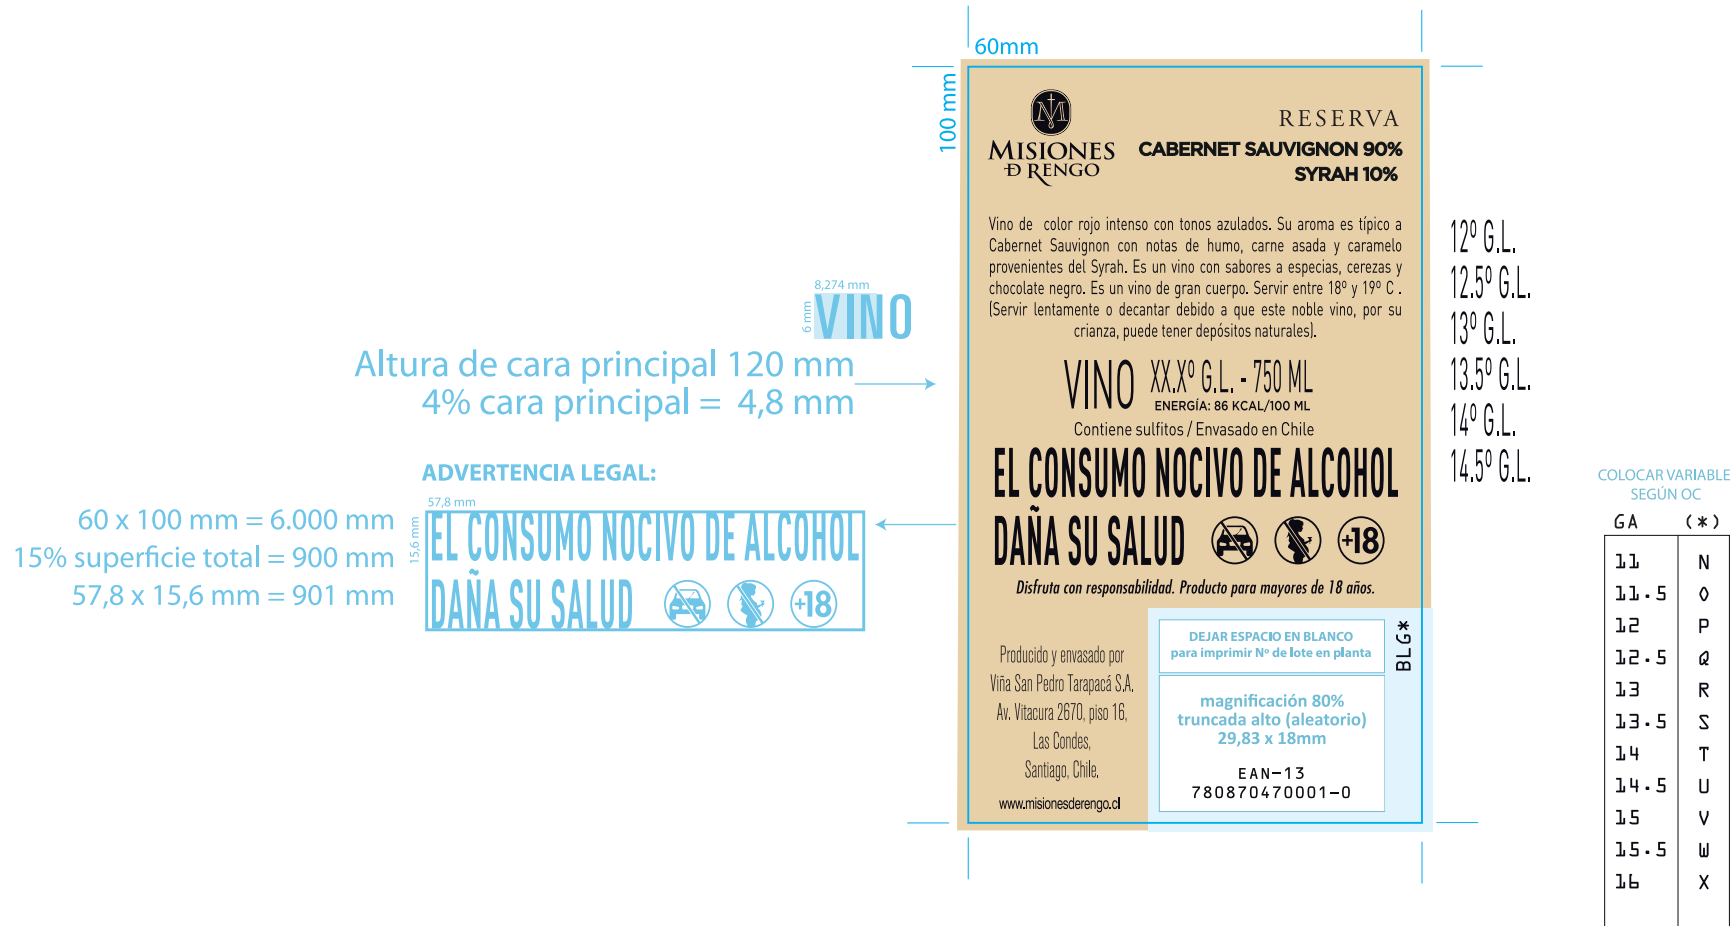 60mm
100 mm
M
MISIONES
D RENGO
RESERVA
CABERNET SAUVIGNON 90%
SYRAH 10%
Vino de color rojo intenso con tonos azulados. Su aroma es típico a
Cabernet Sauvignon con notas de humo, carne asada y caramelo
provenientes del Syrah. Es un vino con sabores a especias, cerezas y
chocolate negro. Es un vino de gran cuerpo. Servir entre 18º y 19º C .
(Servir lentamente o decantar debido a que este noble vino, por su
crianza, puede tener depósitos naturales).
VINO XX.Xº G.L. - 750 ML
ENERGÍA: 86 KCAL/100 ML
Contiene sulfitos / Envasado en Chile
EL CONSUMO NOCIVO DE ALCOHOL
DAÑA SU SALUD +18
Disfruta con responsabilidad. Producto para mayores de 18 años.
Producido y envasado por
Viña San Pedro Tarapacá S.A.
Av. Vitacura 2670, piso 16,
Las Condes,
Santiago, Chile.
www.misionesderengo.cl
DEJAR ESPACIO EN BLANCO
para imprimir Nº de lote en planta
magnificación 80%
truncada alto (aleatorio)
29,83 x 18mm
EAN-13
780870470001-0
BLG*
8,274 mm
6 mm
VINO
Altura de cara principal 120 mm
4% cara principal = 4,8 mm
ADVERTENCIA LEGAL:
57,8 mm
15,6 mm
EL CONSUMO NOCIVO DE ALCOHOL
DAÑA SU SALUD +18
60 x 100 mm = 6.000 mm
15% superficie total = 900 mm
57,8 x 15,6 mm = 901 mm
12º G.L.
12.5º G.L.
13º G.L.
13.5º G.L.
14º G.L.
14.5º G.L.
COLOCAR VARIABLE
SEGÚN OC
GA (*)
11 N
11.5 O
12 P
12.5 Q
13 R
13.5 S
14 T
14.5 U
15 V
15.5 W
16 X